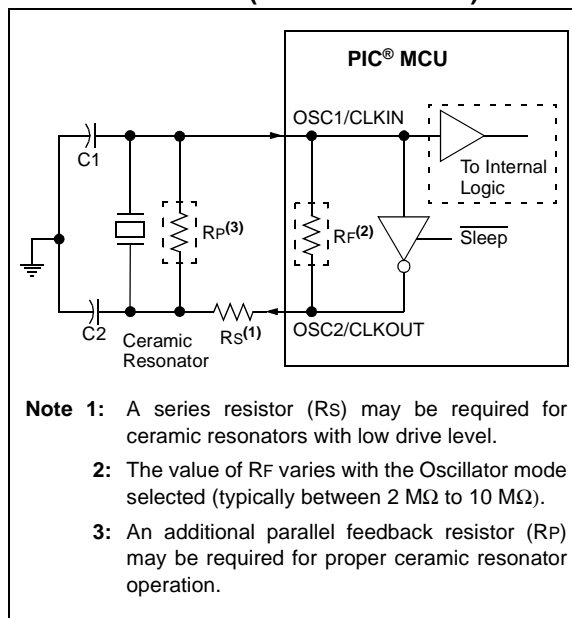 PIC® MCU
OSC1/CLKIN
C1
To Internal
Logic
RP(3)
RF(2)
Sleep
C2
Ceramic
Resonator
RS(1)
OSC2/CLKOUT
Note 1: A series resistor (RS) may be required for
ceramic resonators with low drive level.
2: The value of RF varies with the Oscillator mode
selected (typically between 2 MΩ to 10 MΩ).
3: An additional parallel feedback resistor (RP)
may be required for proper ceramic resonator
operation.